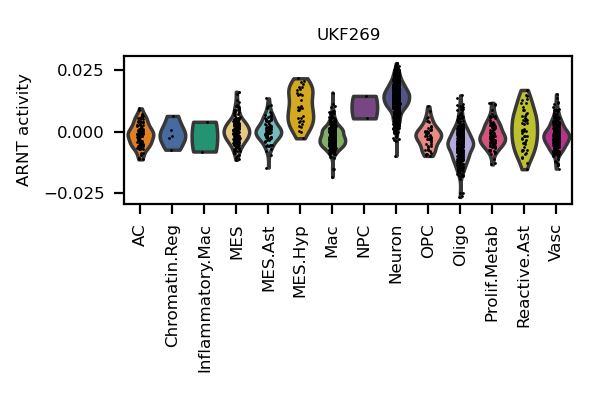 UKF269
ARNT activity
0.025
0.000
−0.025
AC
Chromatin.Reg
Inflammatory.Mac
MES
MES.Ast
MES.Hyp
Mac
NPC
Neuron
OPC
Oligo
Prolif.Metab
Reactive.Ast
Vasc